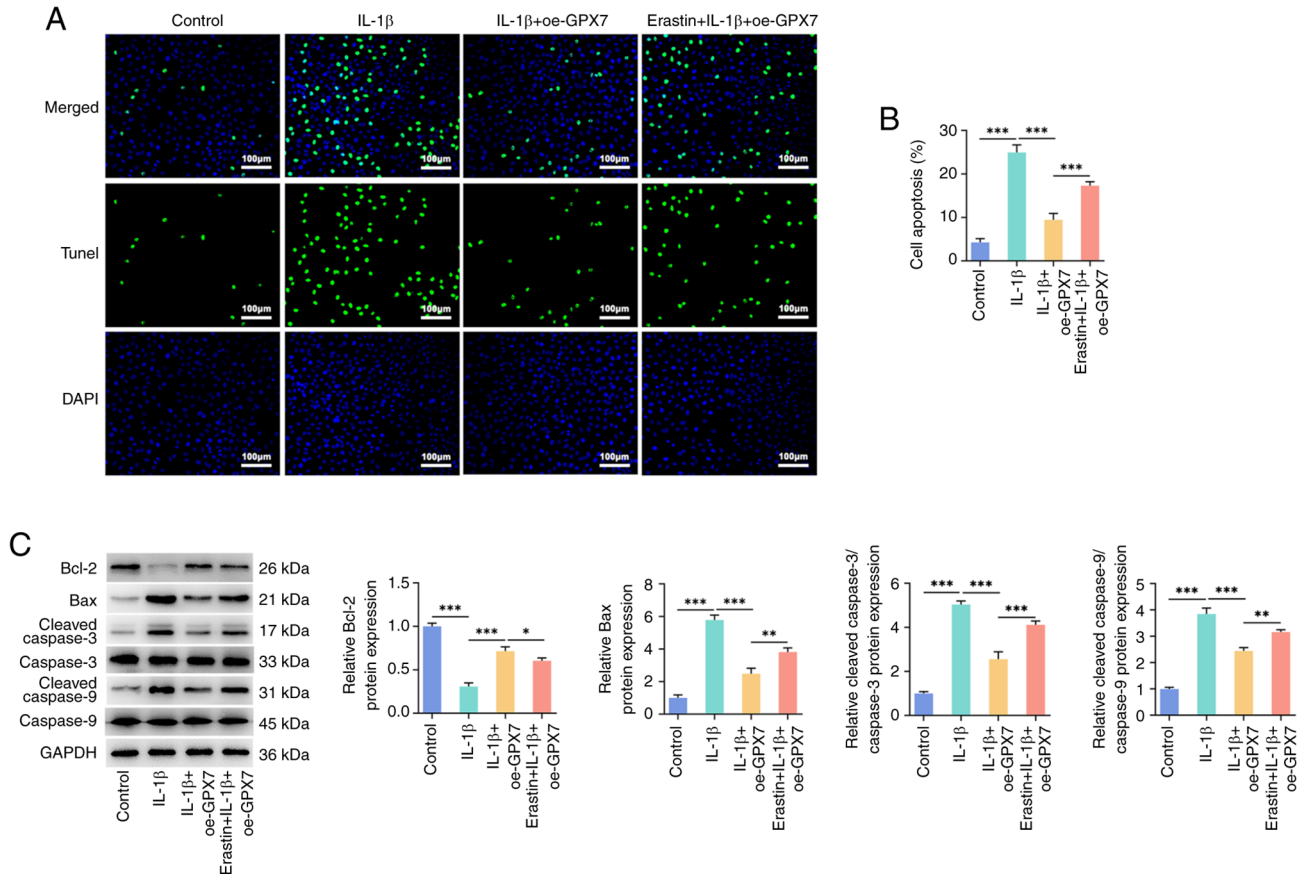 A
Control
IL-1β
IL-1β+oe-GPX7
Erastin+IL-1β+oe-GPX7
Merged
100µm
100µm
100µm
100µm
Tunel
100µm
100µm
100µm
100µm
DAPI
100µm
100µm
100µm
100µm
B
Cell apoptosis (%)
30
20
10
0
***
***
***
Control
IL-1β
IL-1β+
oe-GPX7
Erastin+IL-1β+
oe-GPX7
C
Bcl-2
26 kDa
Bax
21 kDa
Cleaved
caspase-3
17 kDa
Caspase-3
33 kDa
Cleaved
caspase-9
31 kDa
Caspase-9
45 kDa
GAPDH
36 kDa
Control
IL-1β
IL-1β+
oe-GPX7
Erastin+IL-1β+
oe-GPX7
Relative Bcl-2
protein expression
1.5
1.0
0.5
0.0
***
***
*
Control
IL-1β
IL-1β+
oe-GPX7
Erastin+IL-1β+
oe-GPX7
Relative Bax
protein expression
8
6
4
2
0
***
***
**
Control
IL-1β
IL-1β+
oe-GPX7
Erastin+IL-1β+
oe-GPX7
Relative cleaved caspase-3/
caspase-3 protein expression
6
4
2
0
***
***
***
Control
IL-1β
IL-1β+
oe-GPX7
Erastin+IL-1β+
oe-GPX7
Relative cleaved caspase-9/
caspase-9 protein expression
5
4
3
2
1
0
***
***
**
Control
IL-1β
IL-1β+
oe-GPX7
Erastin+IL-1β+
oe-GPX7